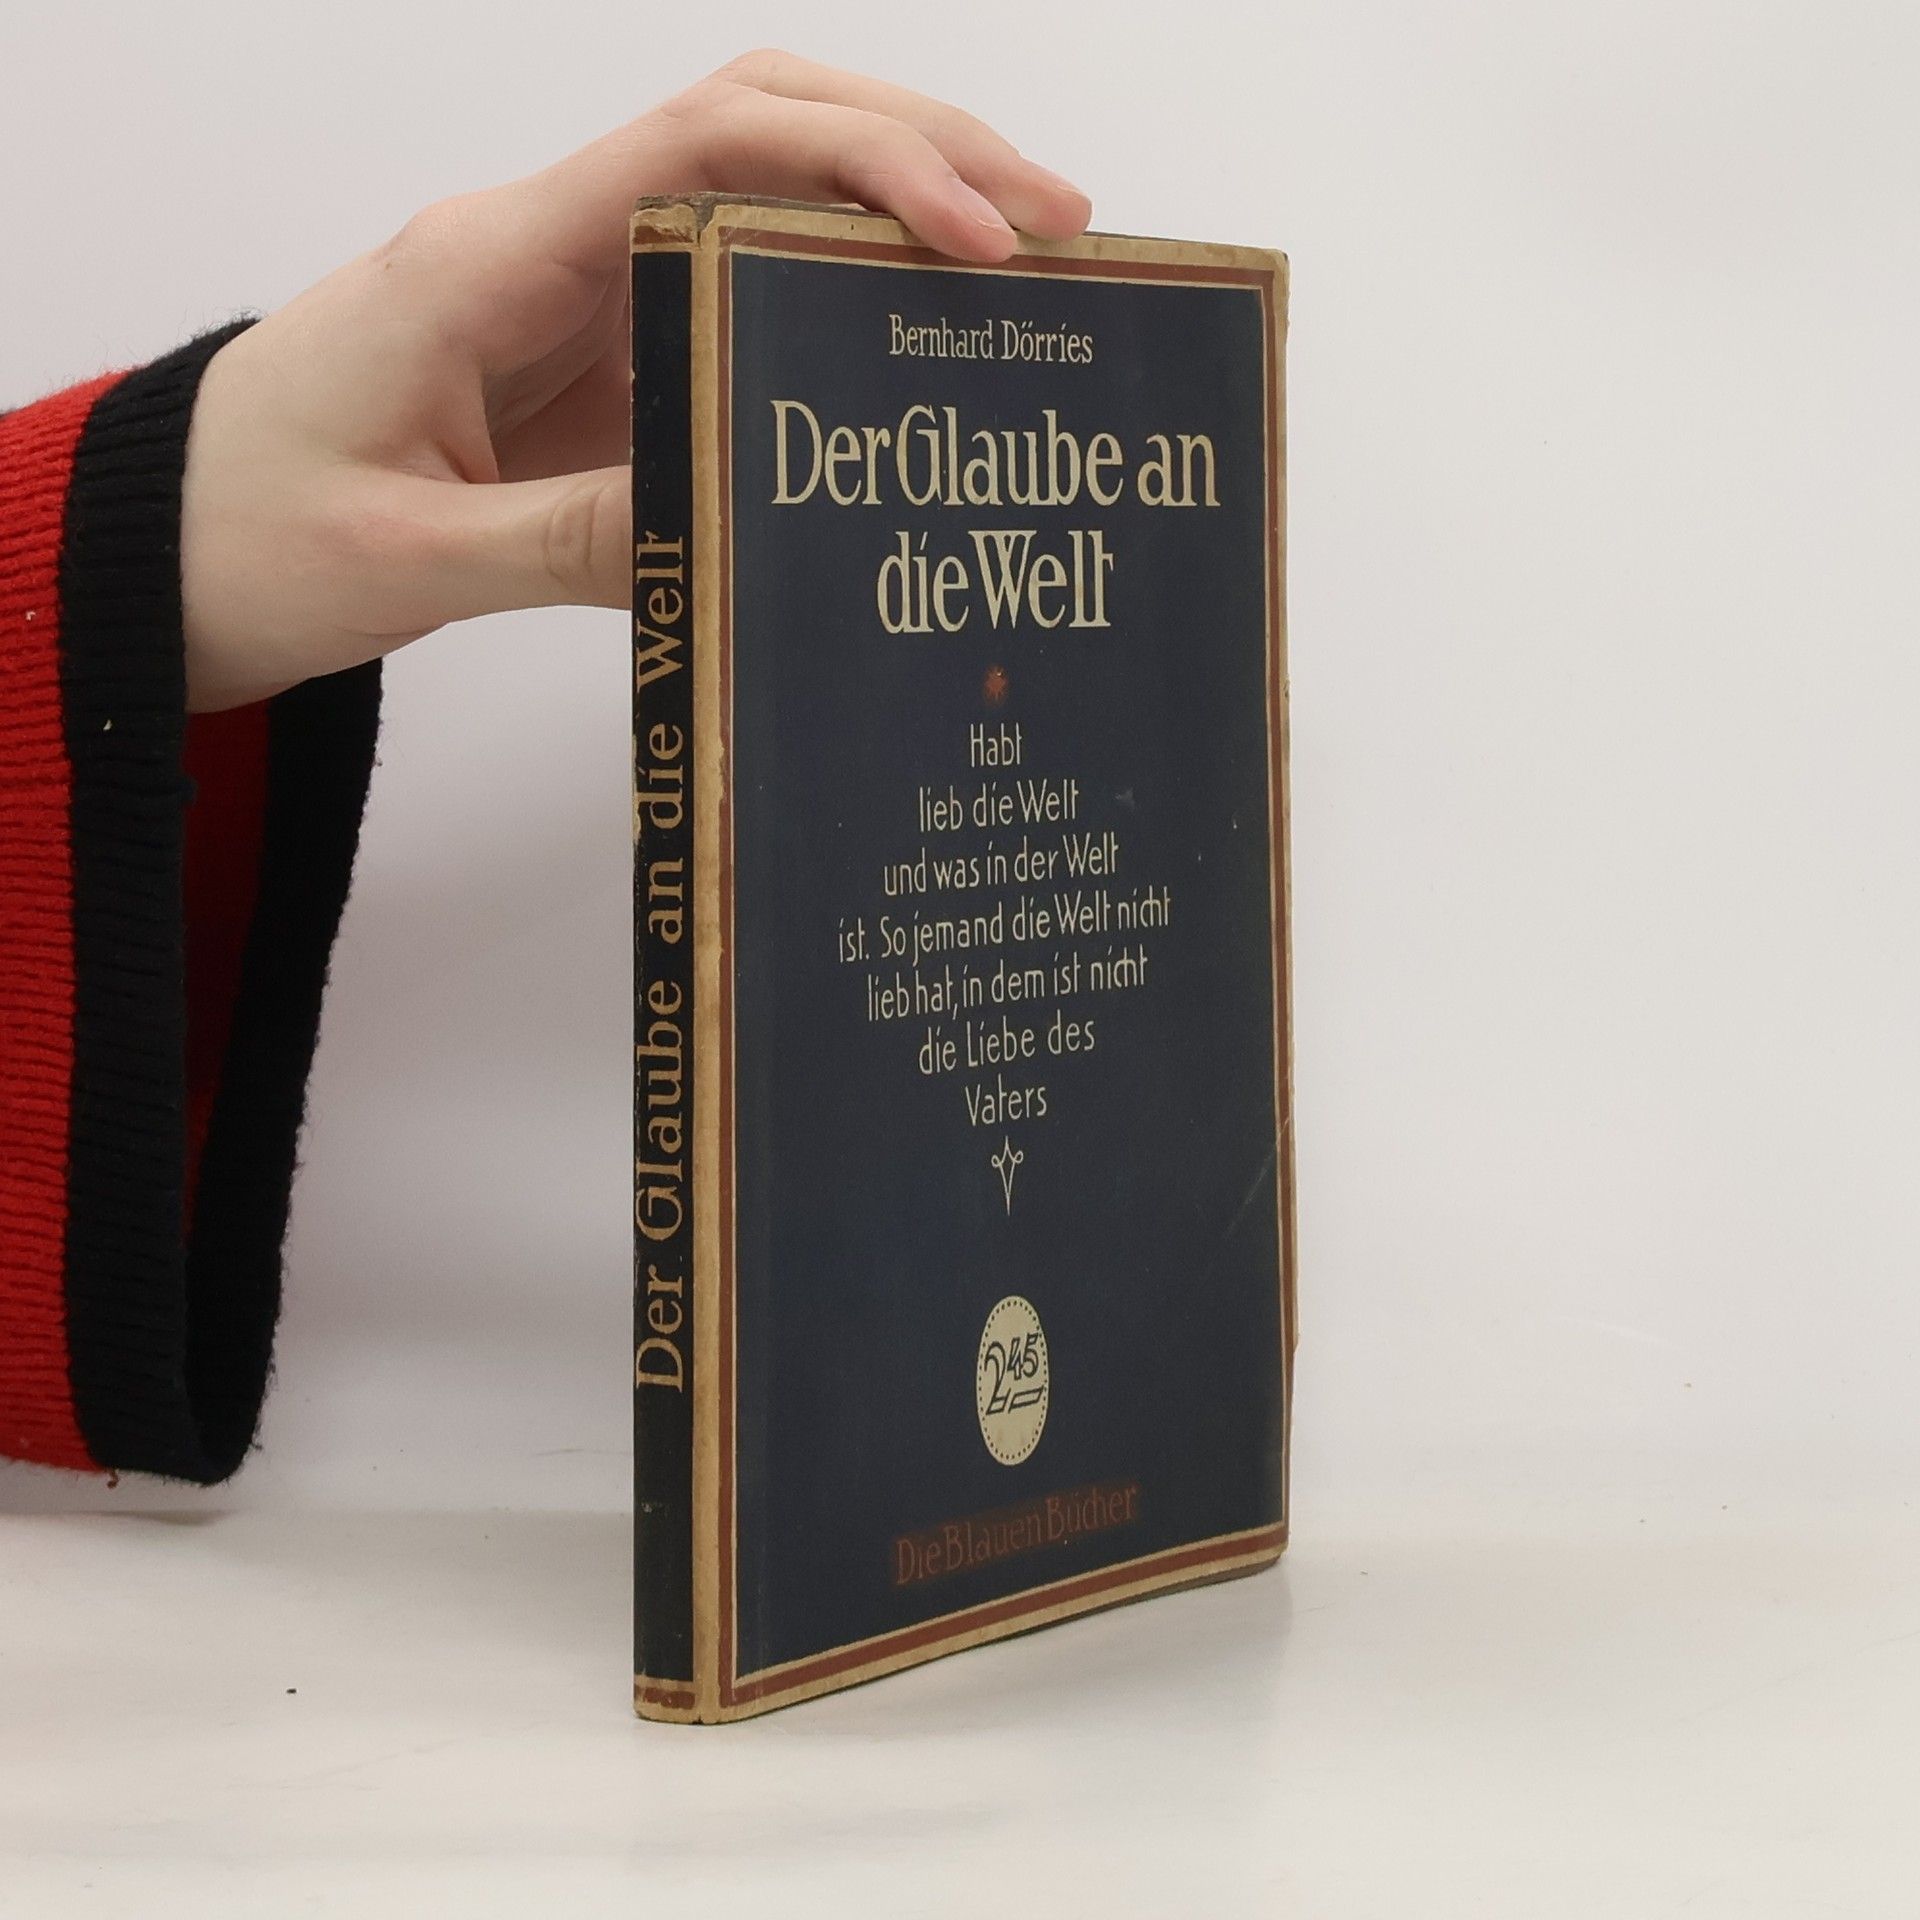 Bernhard Dörries
Der Glaube an
die Welt
Habt
lieb die Welt
und was in der Welt
ist. So jemand die Welt nicht
lieb hat, in dem ist nicht
die Liebe des
Vaters
245
Die Blauen Bücher
Der Glaube an die Welt